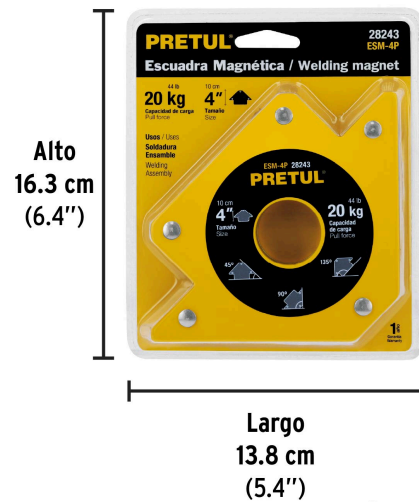 PRETUL®
28243
ESM-4P
Escuadra Magnética / Welding magnet
44 lb
20 kg
Capacidad de carga
Pull force
10 cm
4"
Tamaño
Size
Usos / Uses
Soldadura
Ensamble
Welding
Assembly
ESM-4P 28243
PRETUL®
10 cm
4"
Tamaño
Size
44 lb
20 kg
Capacidad
de carga
Pull force
45°
135°
90°
1
Alto
16.3 cm
(6.4")
Largo
13.8 cm
(5.4")